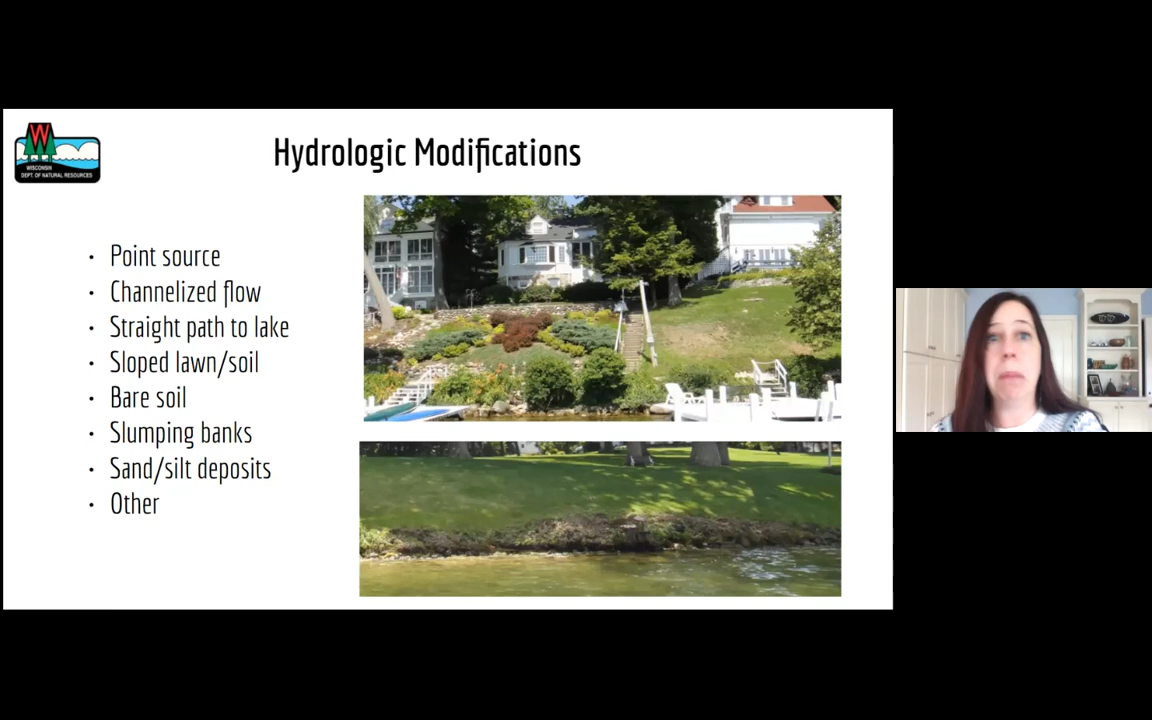 W
WISCONSIN
DEPT. OF NATURAL RESOURCES
Hydrologic Modifications
• Point source
• Channelized flow
• Straight path to lake
• Sloped lawn/soil
• Bare soil
• Slumping banks
• Sand/silt deposits
• Other